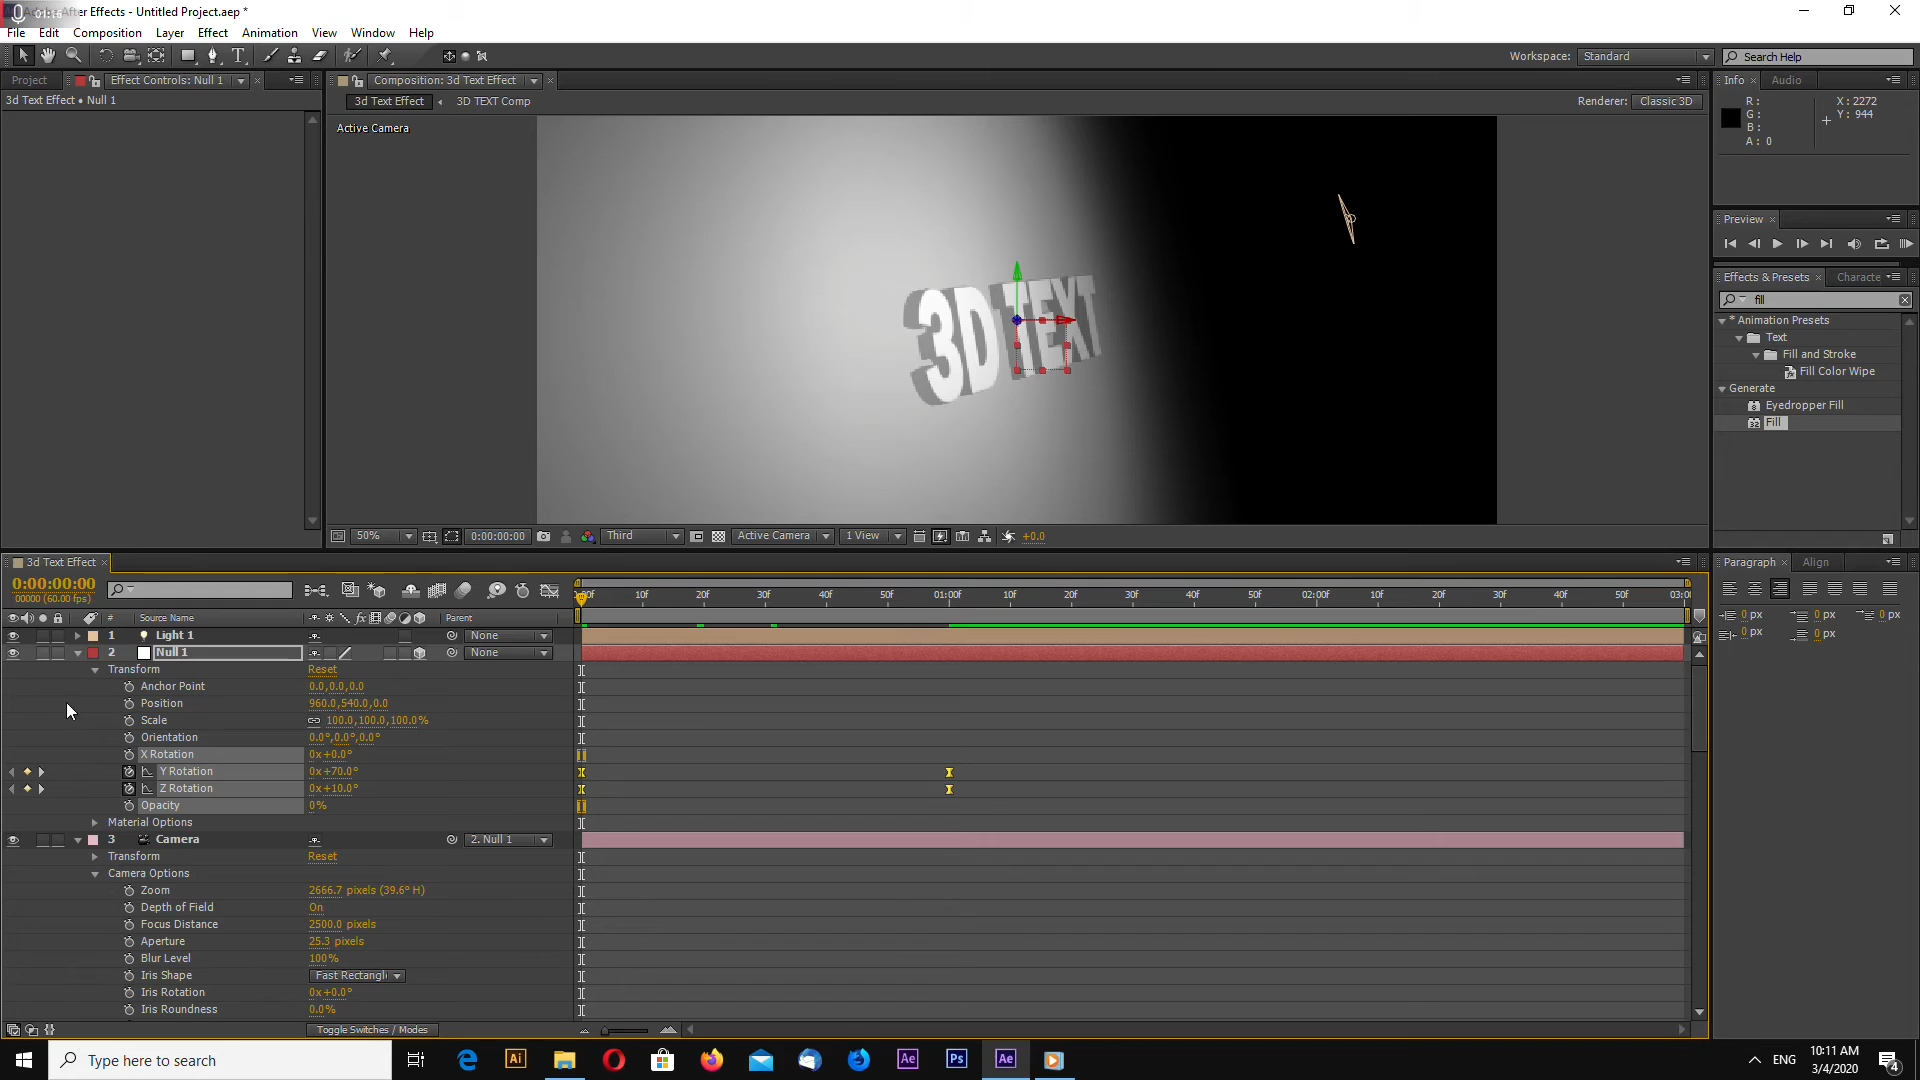 01:16
After Effects - Untitled Project.aep *
File Edit Composition Layer Effect Animation View Window Help
Workspace: Standard
Search Help
Project
Effect Controls: Null 1
3d Text Effect • Null 1
Composition: 3d Text Effect
3d Text Effect
3D TEXT Comp
Renderer: Classic 3D
Active Camera
3D TEXT
Info
Audio
R:
G:
B:
A: 0
X: 2272
Y: 944
Preview
Effects & Presets
Characte
fill
* Animation Presets
Text
Fill and Stroke
Fill Color Wipe
Generate
Eyedropper Fill
Fill
50%
0:00:00:00
Third
Active Camera
1 View
+0.0
3d Text Effect
0:00:00:00
00000 (60.00 fps)
10f 20f 30f 40f 50f 01:00f 10f 20f 30f 40f 50f 02:00f 10f 20f 30f 40f 50f
# Source Name
fx
Parent
1 Light 1 None
2 Null 1 None
Transform Reset
Anchor Point 0.0,0.0,0.0
Position 960.0,540.0,0.0
Scale 100.0,100.0,100.0%
Orientation 0.0°,0.0°,0.0°
X Rotation 0x+0.0°
Y Rotation 0x+70.0°
Z Rotation 0x+10.0°
Opacity 0%
Material Options
3 Camera 2. Null 1
Transform Reset
Camera Options
Zoom 2666.7 pixels (39.6° H)
Depth of Field On
Focus Distance 2500.0 pixels
Aperture 25.3 pixels
Blur Level 100%
Iris Shape Fast Rectangl
Iris Rotation 0x+0.0°
Iris Roundness 0.0%
Toggle Switches / Modes
Paragraph
Align
0 px 0 px 0 px
0 px 0 px
Type here to search
Ai
Ae
Ps
Ae
ENG
10:11 AM
3/4/2020
4